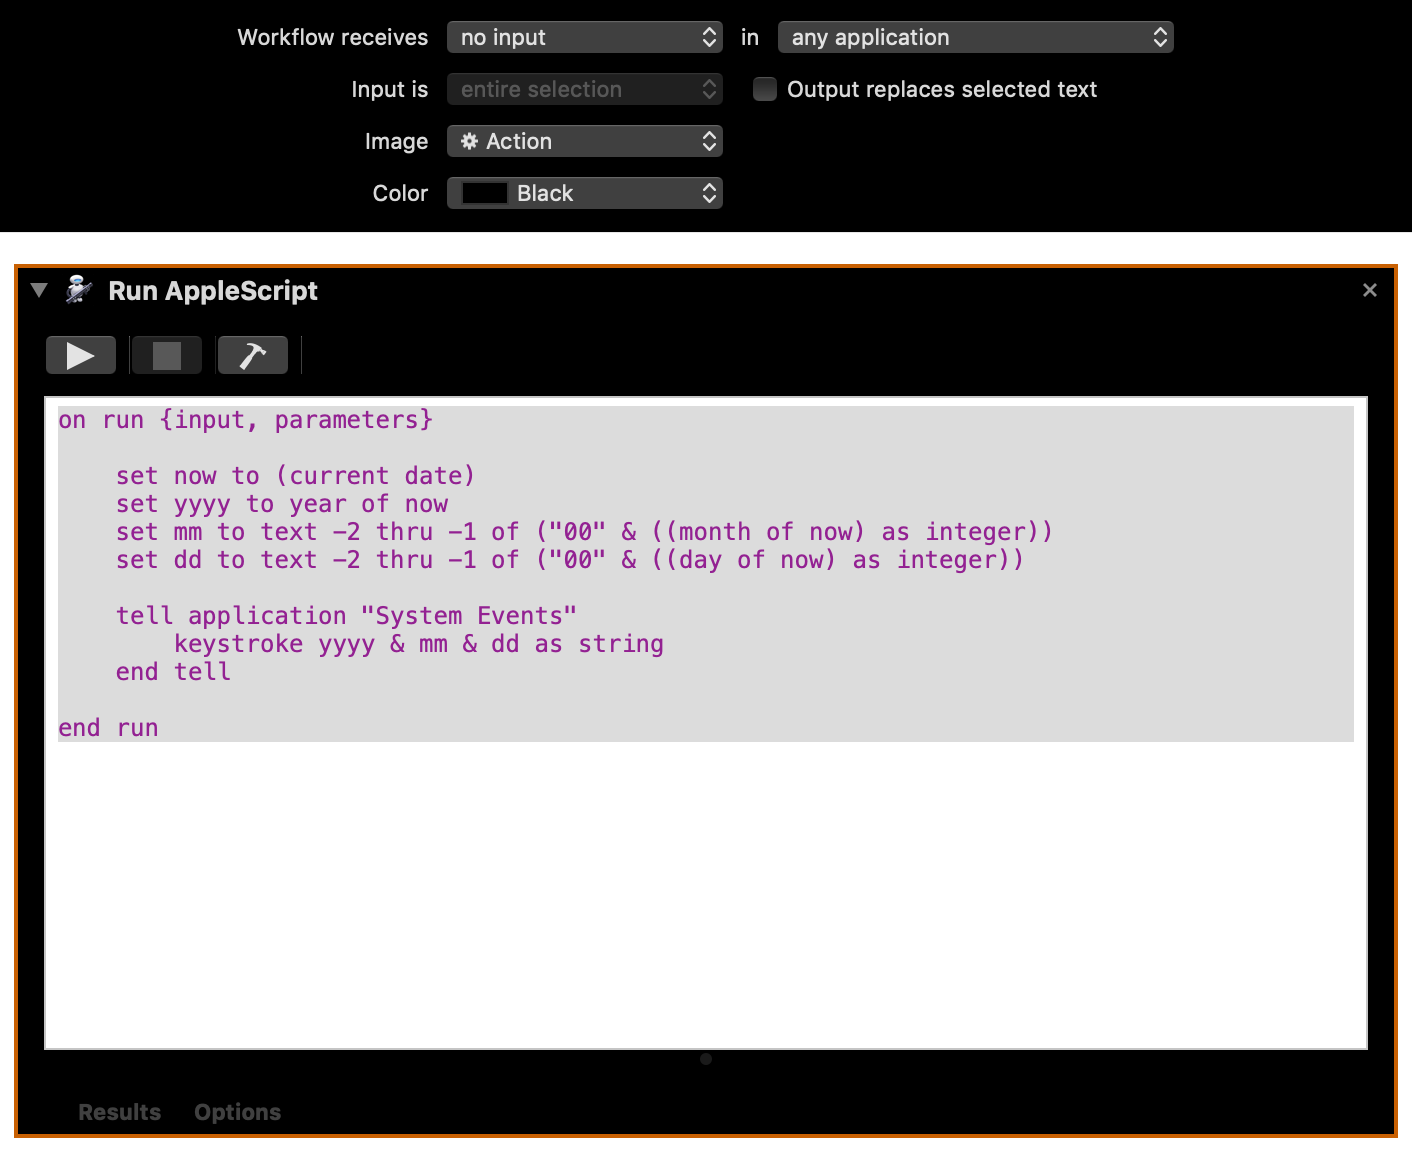 Workflow receives no input in any application
Input is entire selection Output replaces selected text
Image Action
Color Black
Run AppleScript
on run {input, parameters}
set now to (current date)
set yyyy to year of now
set mm to text -2 thru -1 of ("00" & ((month of now) as integer))
set dd to text -2 thru -1 of ("00" & ((day of now) as integer))
tell application "System Events"
keystroke yyyy & mm & dd as string
end tell
end run
Results Options